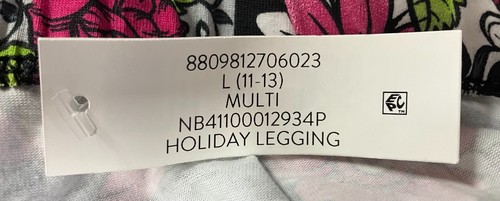 8809812706023
L (11-13)
MULTI
NB41100012934P
HOLIDAY LEGGING